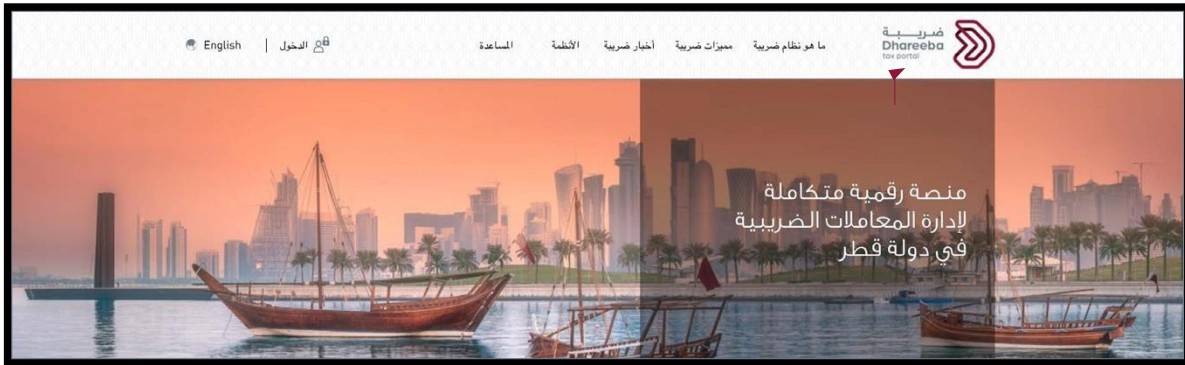 ضريبة
Dhareeba
tax portal
ما هو نظام ضريبة
مميزات ضريبة
أخبار ضريبة
الأنظمة
المساعدة
الدخول | English
منصة رقمية متكاملة
لإدارة المعاملات الضريبية
في دولة قطر